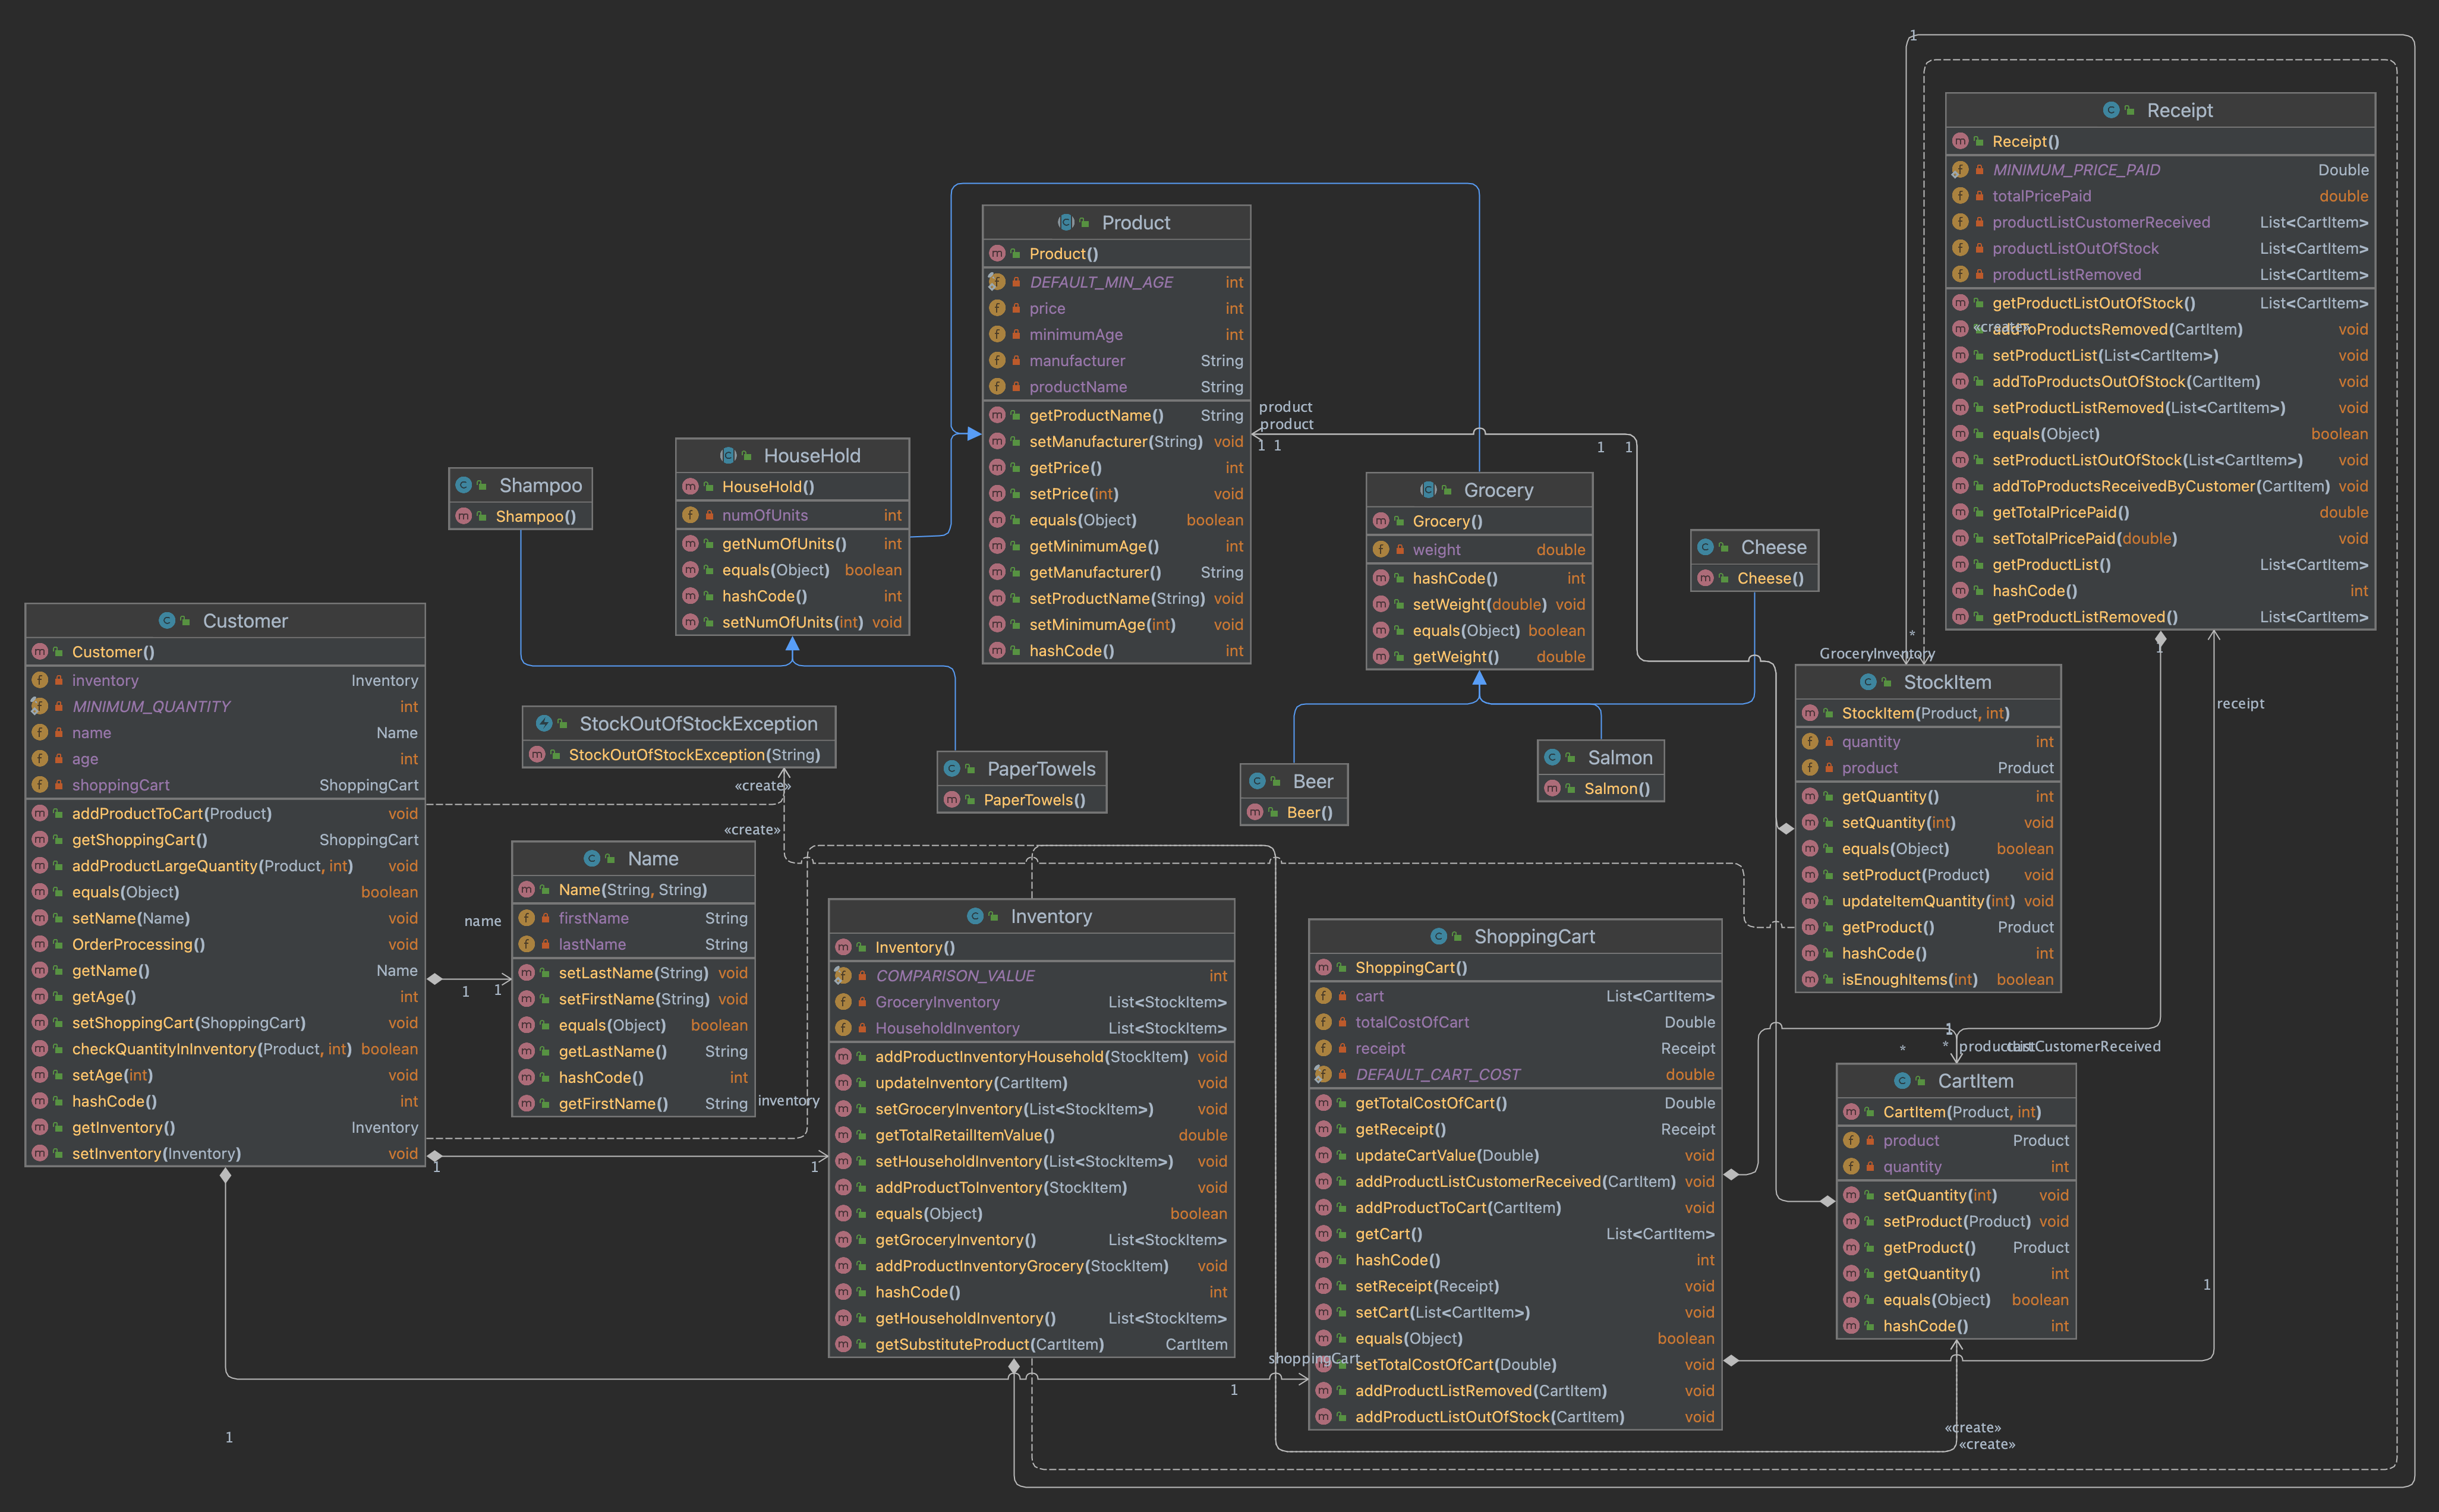 1
Receipt
Receipt()
MINIMUM_PRICE_PAID Double
totalPricePaid double
productListCustomerReceived List<CartItem>
productListOutOfStock List<CartItem>
productListRemoved List<CartItem>
getProductListOutOfStock() List<CartItem>
«create»
addToProductsRemoved(CartItem) void
setProductList(List<CartItem>) void
addToProductsOutOfStock(CartItem) void
setProductListRemoved(List<CartItem>) void
equals(Object) boolean
setProductListOutOfStock(List<CartItem>) void
addToProductsReceivedByCustomer(CartItem) void
getTotalPricePaid() double
setTotalPricePaid(double) void
getProductList() List<CartItem>
hashCode() int
getProductListRemoved() List<CartItem>
Product
Product()
DEFAULT_MIN_AGE int
price int
minimumAge int
manufacturer String
productName String
getProductName() String
setManufacturer(String) void
getPrice() int
setPrice(int) void
equals(Object) boolean
getMinimumAge() int
getManufacturer() String
setProductName(String) void
setMinimumAge(int) void
hashCode() int
product
product
1 1
1 1
HouseHold
HouseHold()
numOfUnits int
getNumOfUnits() int
equals(Object) boolean
hashCode() int
setNumOfUnits(int) void
Shampoo
Shampoo()
Grocery
Grocery()
weight double
hashCode() int
setWeight(double) void
equals(Object) boolean
getWeight() double
Cheese
Cheese()
Customer
Customer()
inventory Inventory
MINIMUM_QUANTITY int
name Name
age int
shoppingCart ShoppingCart
addProductToCart(Product) void
getShoppingCart() ShoppingCart
addProductLargeQuantity(Product, int) void
equals(Object) boolean
setName(Name) void
OrderProcessing() void
getName() Name
getAge() int
setShoppingCart(ShoppingCart) void
checkQuantityInInventory(Product, int) boolean
setAge(int) void
hashCode() int
getInventory() Inventory
setInventory(Inventory) void
StockOutOfStockException
StockOutOfStockException(String)
«create»
«create»
PaperTowels
PaperTowels()
Beer
Beer()
Salmon
Salmon()
*
1
GroceryInventory
StockItem
StockItem(Product, int)
quantity int
product Product
getQuantity() int
setQuantity(int) void
equals(Object) boolean
setProduct(Product) void
updateItemQuantity(int) void
getProduct() Product
hashCode() int
isEnoughItems(int) boolean
receipt
Name
Name(String, String)
firstName String
lastName String
setLastName(String) void
setFirstName(String) void
equals(Object) boolean
getLastName() String
hashCode() int
getFirstName() String
name
1 1
inventory
1 1
Inventory
Inventory()
COMPARISON_VALUE int
GroceryInventory List<StockItem>
HouseholdInventory List<StockItem>
addProductInventoryHousehold(StockItem) void
updateInventory(CartItem) void
setGroceryInventory(List<StockItem>) void
getTotalRetailItemValue() double
setHouseholdInventory(List<StockItem>) void
addProductToInventory(StockItem) void
equals(Object) boolean
getGroceryInventory() List<StockItem>
addProductInventoryGrocery(StockItem) void
hashCode() int
getHouseholdInventory() List<StockItem>
getSubstituteProduct(CartItem) CartItem
ShoppingCart
ShoppingCart()
cart List<CartItem>
totalCostOfCart Double
receipt Receipt
DEFAULT_CART_COST double
getTotalCostOfCart() Double
getReceipt() Receipt
updateCartValue(Double) void
addProductListCustomerReceived(CartItem) void
addProductToCart(CartItem) void
getCart() List<CartItem>
hashCode() int
setReceipt(Receipt) void
setCart(List<CartItem>) void
equals(Object) boolean
shoppingCart
setTotalCostOfCart(Double) void
addProductListRemoved(CartItem) void
addProductListOutOfStock(CartItem) void
1
1
* *
CartItem
CartItem(Product, int)
product Product
quantity int
setQuantity(int) void
setProduct(Product) void
getProduct() Product
getQuantity() int
equals(Object) boolean
hashCode() int
1
1
«create»
«create»